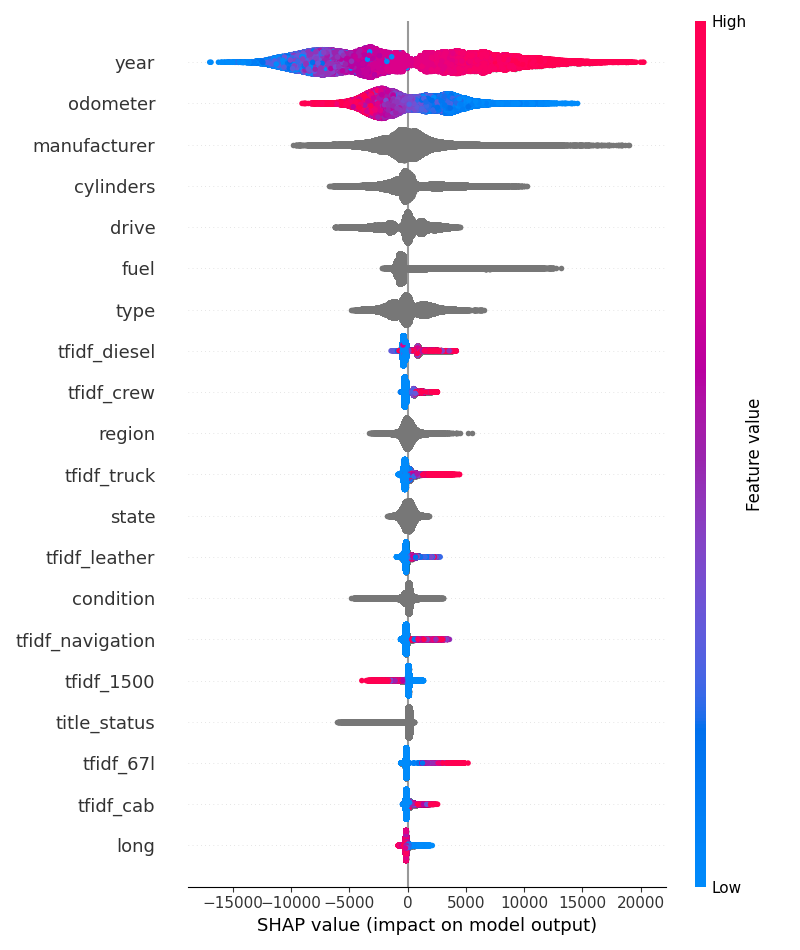 High
year
odometer
manufacturer
cylinders
drive
fuel
type
tfidf_diesel
tfidf_crew
region
tfidf_truck
state
tfidf_leather
condition
tfidf_navigation
tfidf_1500
title_status
tfidf_67l
tfidf_cab
long
Feature value
Low
−15000 −10000 −5000 0 5000 10000 15000 20000
SHAP value (impact on model output)